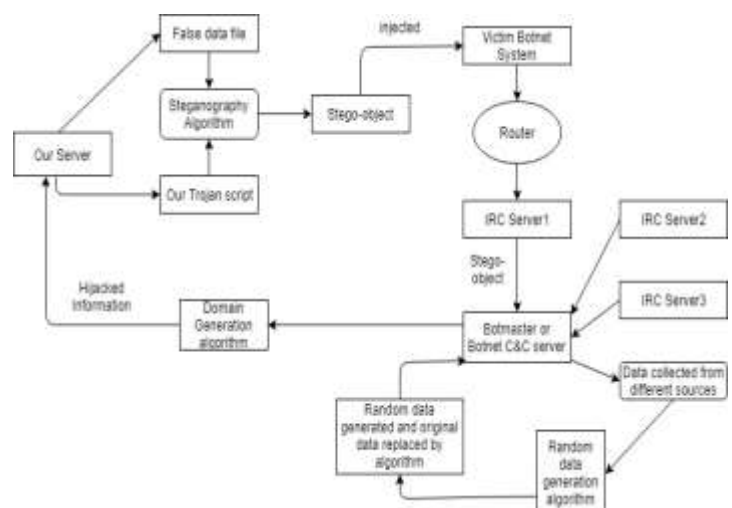 False data file
injected
Victim Botnet
System
Steganography
Algorithm
Stego-object
Router
Our Server
Our Trojan script
IRC Server1
IRC Server2
Stego-
object
IRC Server3
Hijacked
Information
Domain
Generation
algorithm
Botmaster or
Botnet C&C server
Data collected from
different sources
Random data
generated and original
data replaced by
algorithm
Random
data
generation
algorithm